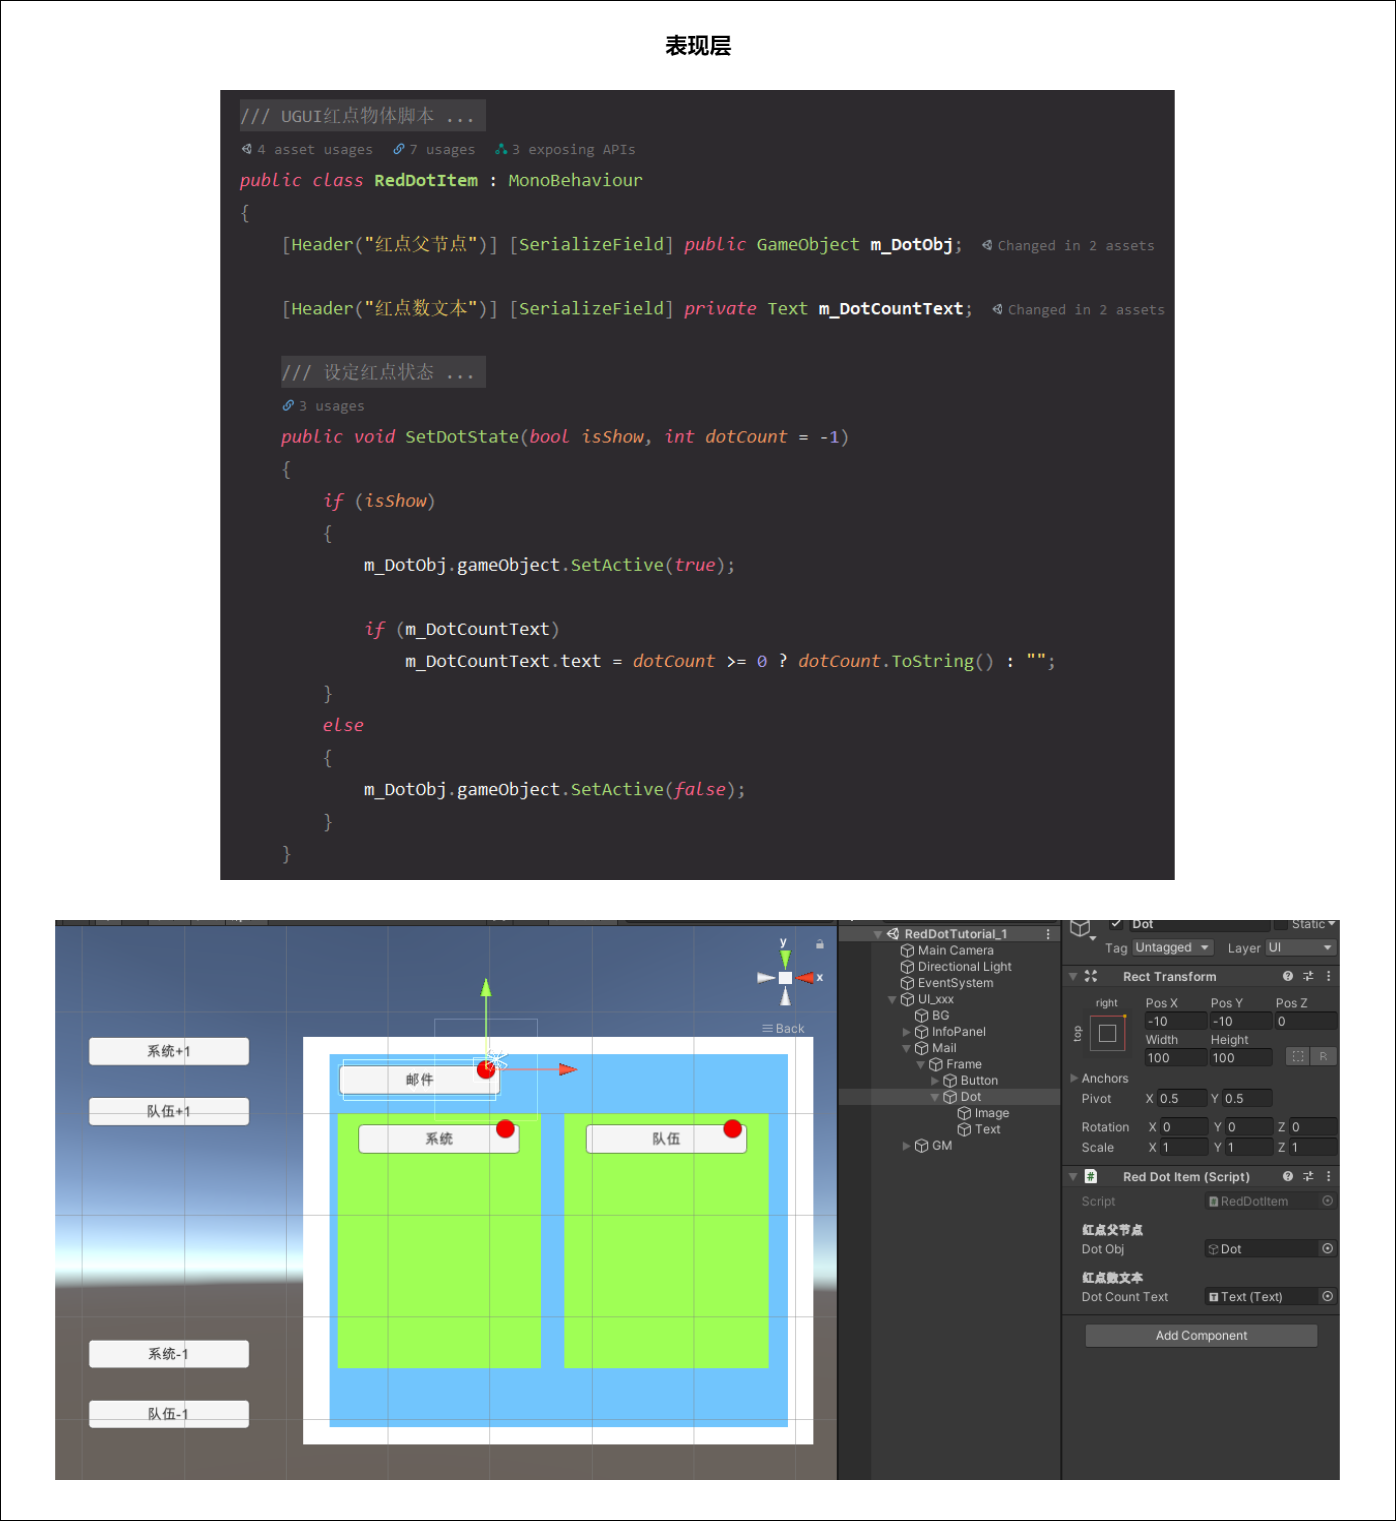 表现层
/// UGUI红点物体脚本 ...
4 asset usages 7 usages 3 exposing APIs
public class RedDotItem : MonoBehaviour
{
[Header("红点父节点")] [SerializeField] public GameObject m_DotObj; Changed in 2 assets
[Header("红点数文本")] [SerializeField] private Text m_DotCountText; Changed in 2 assets
/// 设定红点状态 ...
3 usages
public void SetDotState(bool isShow, int dotCount = -1)
{
if (isShow)
{
m_DotObj.gameObject.SetActive(true);
if (m_DotCountText)
m_DotCountText.text = dotCount >= 0 ? dotCount.ToString() : "";
}
else
{
m_DotObj.gameObject.SetActive(false);
}
}
y
x
Back
系统+1
队伍+1
系统-1
队伍-1
邮件
系统
队伍
RedDotTutorial_1
Main Camera
Directional Light
EventSystem
UI_xxx
BG
InfoPanel
Mail
Frame
Button
Dot
Image
Text
GM
Dot Static
Tag Untagged Layer UI
Rect Transform
right Pos X Pos Y Pos Z
top -10 -10 0
Width Height
100 100 R
Anchors
Pivot X 0.5 Y 0.5
Rotation X 0 Y 0 Z 0
Scale X 1 Y 1 Z 1
# Red Dot Item (Script)
Script RedDotItem
红点父节点
Dot Obj Dot
红点数文本
Dot Count Text Text (Text)
Add Component